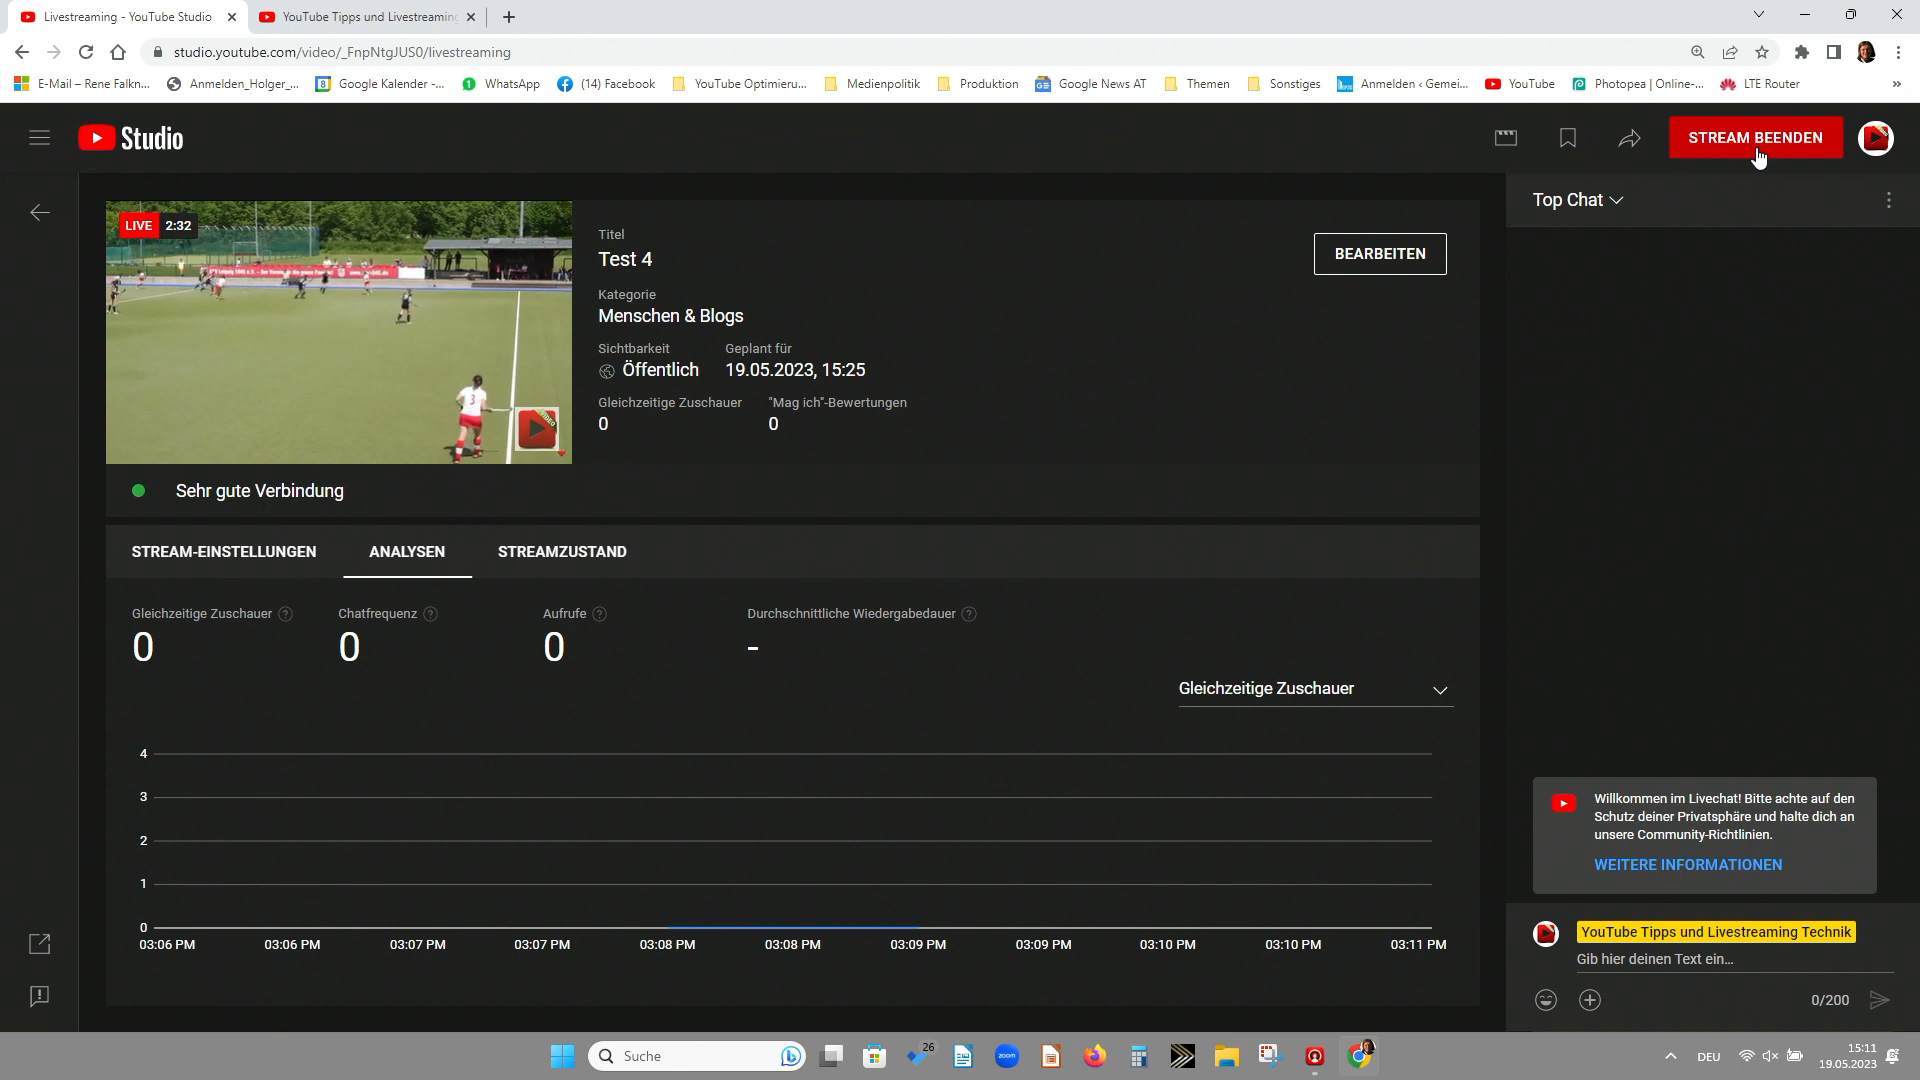 Livestreaming - YouTube Studio
YouTube Tipps und Livestreaming
studio.youtube.com/video/_FnpNtgJUS0/livestreaming
E-Mail – Rene Falkn...
Anmelden_Holger_...
Google Kalender -...
WhatsApp
(14) Facebook
YouTube Optimieru...
Medienpolitik
Produktion
Google News AT
Themen
Sonstiges
Anmelden ‹ Gemei...
YouTube
Photopea | Online-...
LTE Router
»
Studio
STREAM BEENDEN
LIVE 2:32
Titel
Test 4
BEARBEITEN
Kategorie
Menschen & Blogs
Sichtbarkeit Geplant für
Öffentlich 19.05.2023, 15:25
Gleichzeitige Zuschauer "Mag ich"-Bewertungen
0 0
Sehr gute Verbindung
STREAM-EINSTELLUNGEN ANALYSEN STREAMZUSTAND
Gleichzeitige Zuschauer Chatfrequenz Aufrufe Durchschnittliche Wiedergabedauer
0 0 0 -
Gleichzeitige Zuschauer
4
3
2
1
0
03:06 PM 03:06 PM 03:07 PM 03:07 PM 03:08 PM 03:08 PM 03:09 PM 03:09 PM 03:10 PM 03:10 PM 03:11 PM
Top Chat
Willkommen im Livechat! Bitte achte auf den
Schutz deiner Privatsphäre und halte dich an
unsere Community-Richtlinien.
WEITERE INFORMATIONEN
YouTube Tipps und Livestreaming Technik
Gib hier deinen Text ein...
0/200
Suche
26
zoom
DEU
15:11
19.05.2023